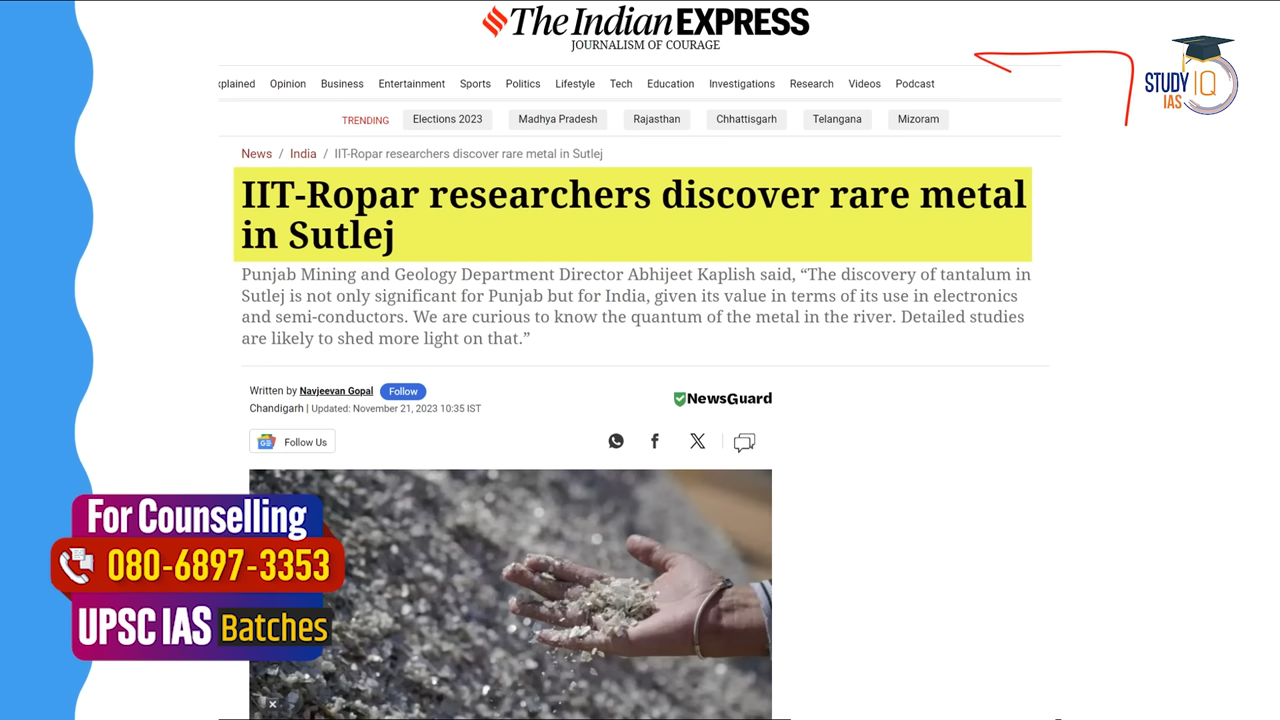 The Indian EXPRESS
JOURNALISM OF COURAGE
STUDY IQ
IAS
xplained Opinion Business Entertainment Sports Politics Lifestyle Tech Education Investigations Research Videos Podcast
TRENDING Elections 2023 Madhya Pradesh Rajasthan Chhattisgarh Telangana Mizoram
News / India / IIT-Ropar researchers discover rare metal in Sutlej
IIT-Ropar researchers discover rare metal
in Sutlej
Punjab Mining and Geology Department Director Abhijeet Kaplish said, “The discovery of tantalum in
Sutlej is not only significant for Punjab but for India, given its value in terms of its use in electronics
and semi-conductors. We are curious to know the quantum of the metal in the river. Detailed studies
are likely to shed more light on that.”
Written by Navjeevan Gopal Follow
NewsGuard
Chandigarh | Updated: November 21, 2023 10:35 IST
GE Follow Us
For Counselling
080-6897-3353
UPSC IAS Batches